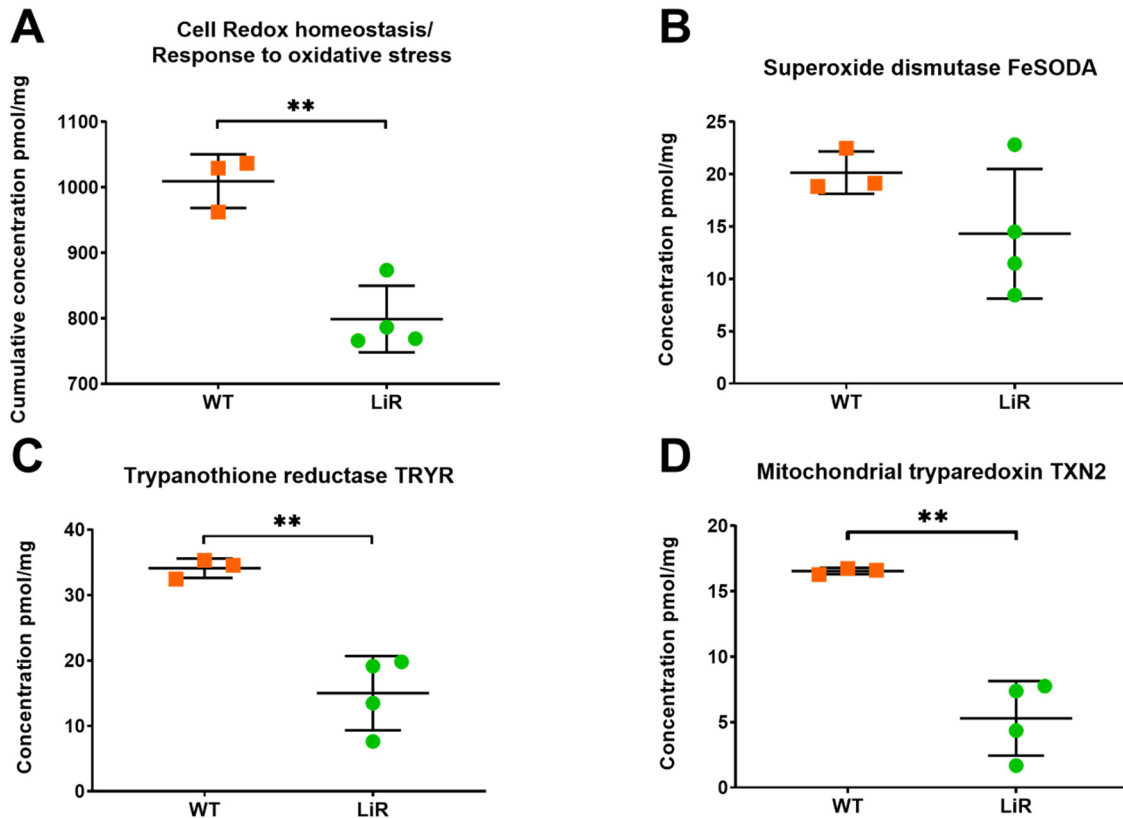 A
Cell Redox homeostasis/
Response to oxidative stress
**
Cumulative concentration pmol/mg
1100
1000
900
800
700
WT
LiR
B
Superoxide dismutase FeSODA
Concentration pmol/mg
25
20
15
10
5
0
WT
LiR
C
Trypanothione reductase TRYR
**
Concentration pmol/mg
40
30
20
10
0
WT
LiR
D
Mitochondrial tryparedoxin TXN2
**
Concentration pmol/mg
20
15
10
5
0
WT
LiR